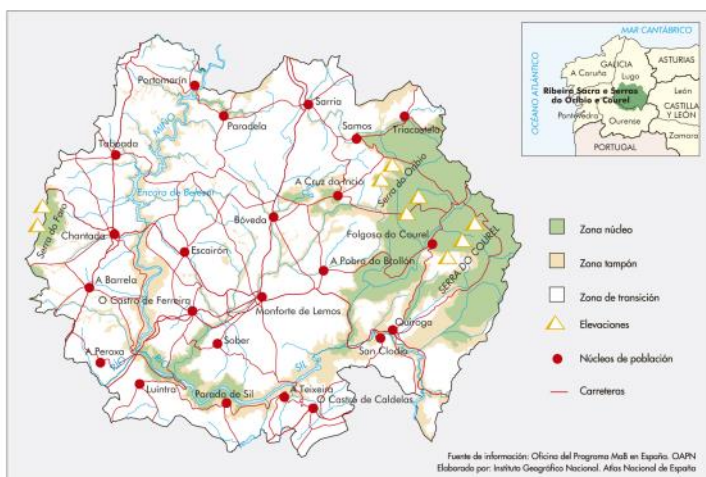 MAR CANTÁBRICO
OCÉANO ATLÁNTICO
GALICIA
ASTURIAS
A Coruña
Lugo
Ribeira Sacra e Serras
do Oribio e Courel
León
CASTILLA
Y LEÓN
Pontevedra
Ourense
Zamora
PORTUGAL
Portomarín
Sarria
Paradela
Samos
Triacastela
MIÑO
Taboada
A Cruz do Incio
Serra do Oribio
Encoro de Belesar
Serra do Faro
Bóveda
Chantada
Folgoso do Courel
Escairón
SERRA DO COUREL
A Pobra do Brollón
A Barrela
O Castro de Ferreira
Monforte de Lemos
Quiroga
Sober
San Clodio
A Peroxa
RÍO
SIL
Luintra
Parada de Sil
A Teixeira
O Castro de Caldelas
Zona núcleo
Zona tampón
Zona de transición
Elevaciones
Núcleos de población
Carreteras
Fuente de información: Oficina del Programa MaB en España. OAPN
Elaborado por: Instituto Geográfico Nacional. Atlas Nacional de España